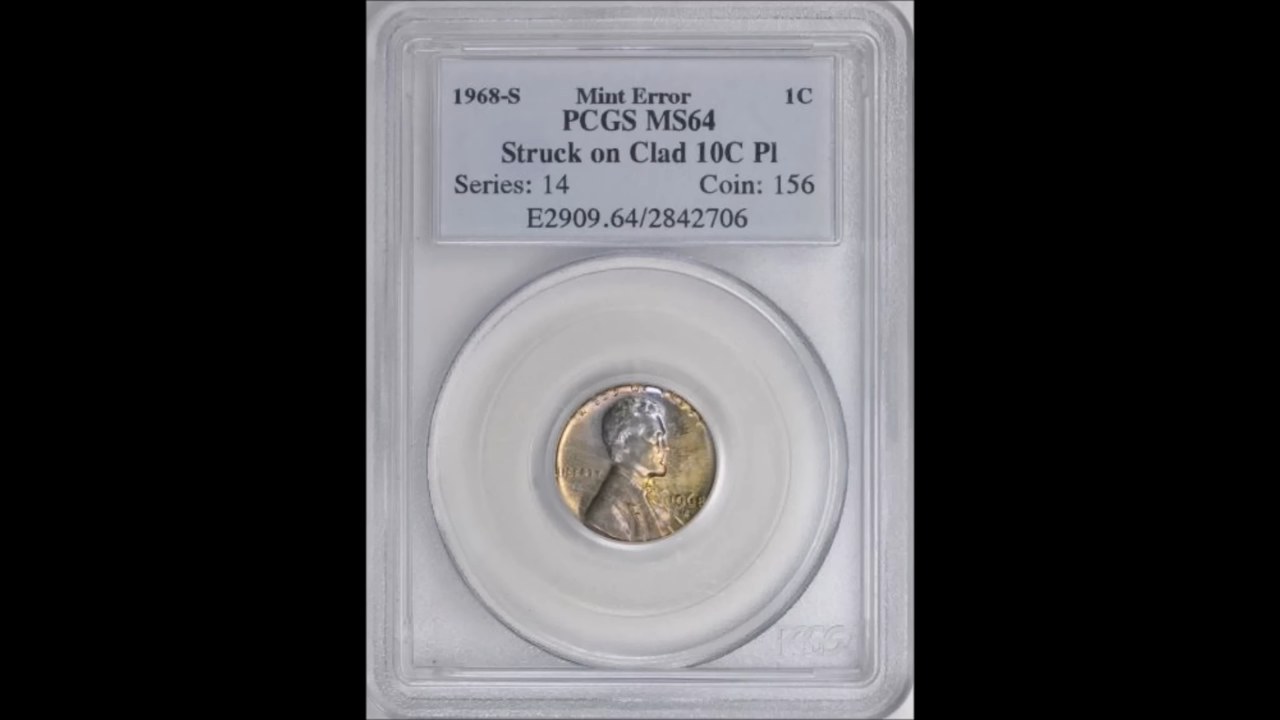 1968-S Mint Error 1C
PCGS MS64
Struck on Clad 10C Pl
Series: 14 Coin: 156
E2909.64/2842706
LIBERTY
1968
PCGS